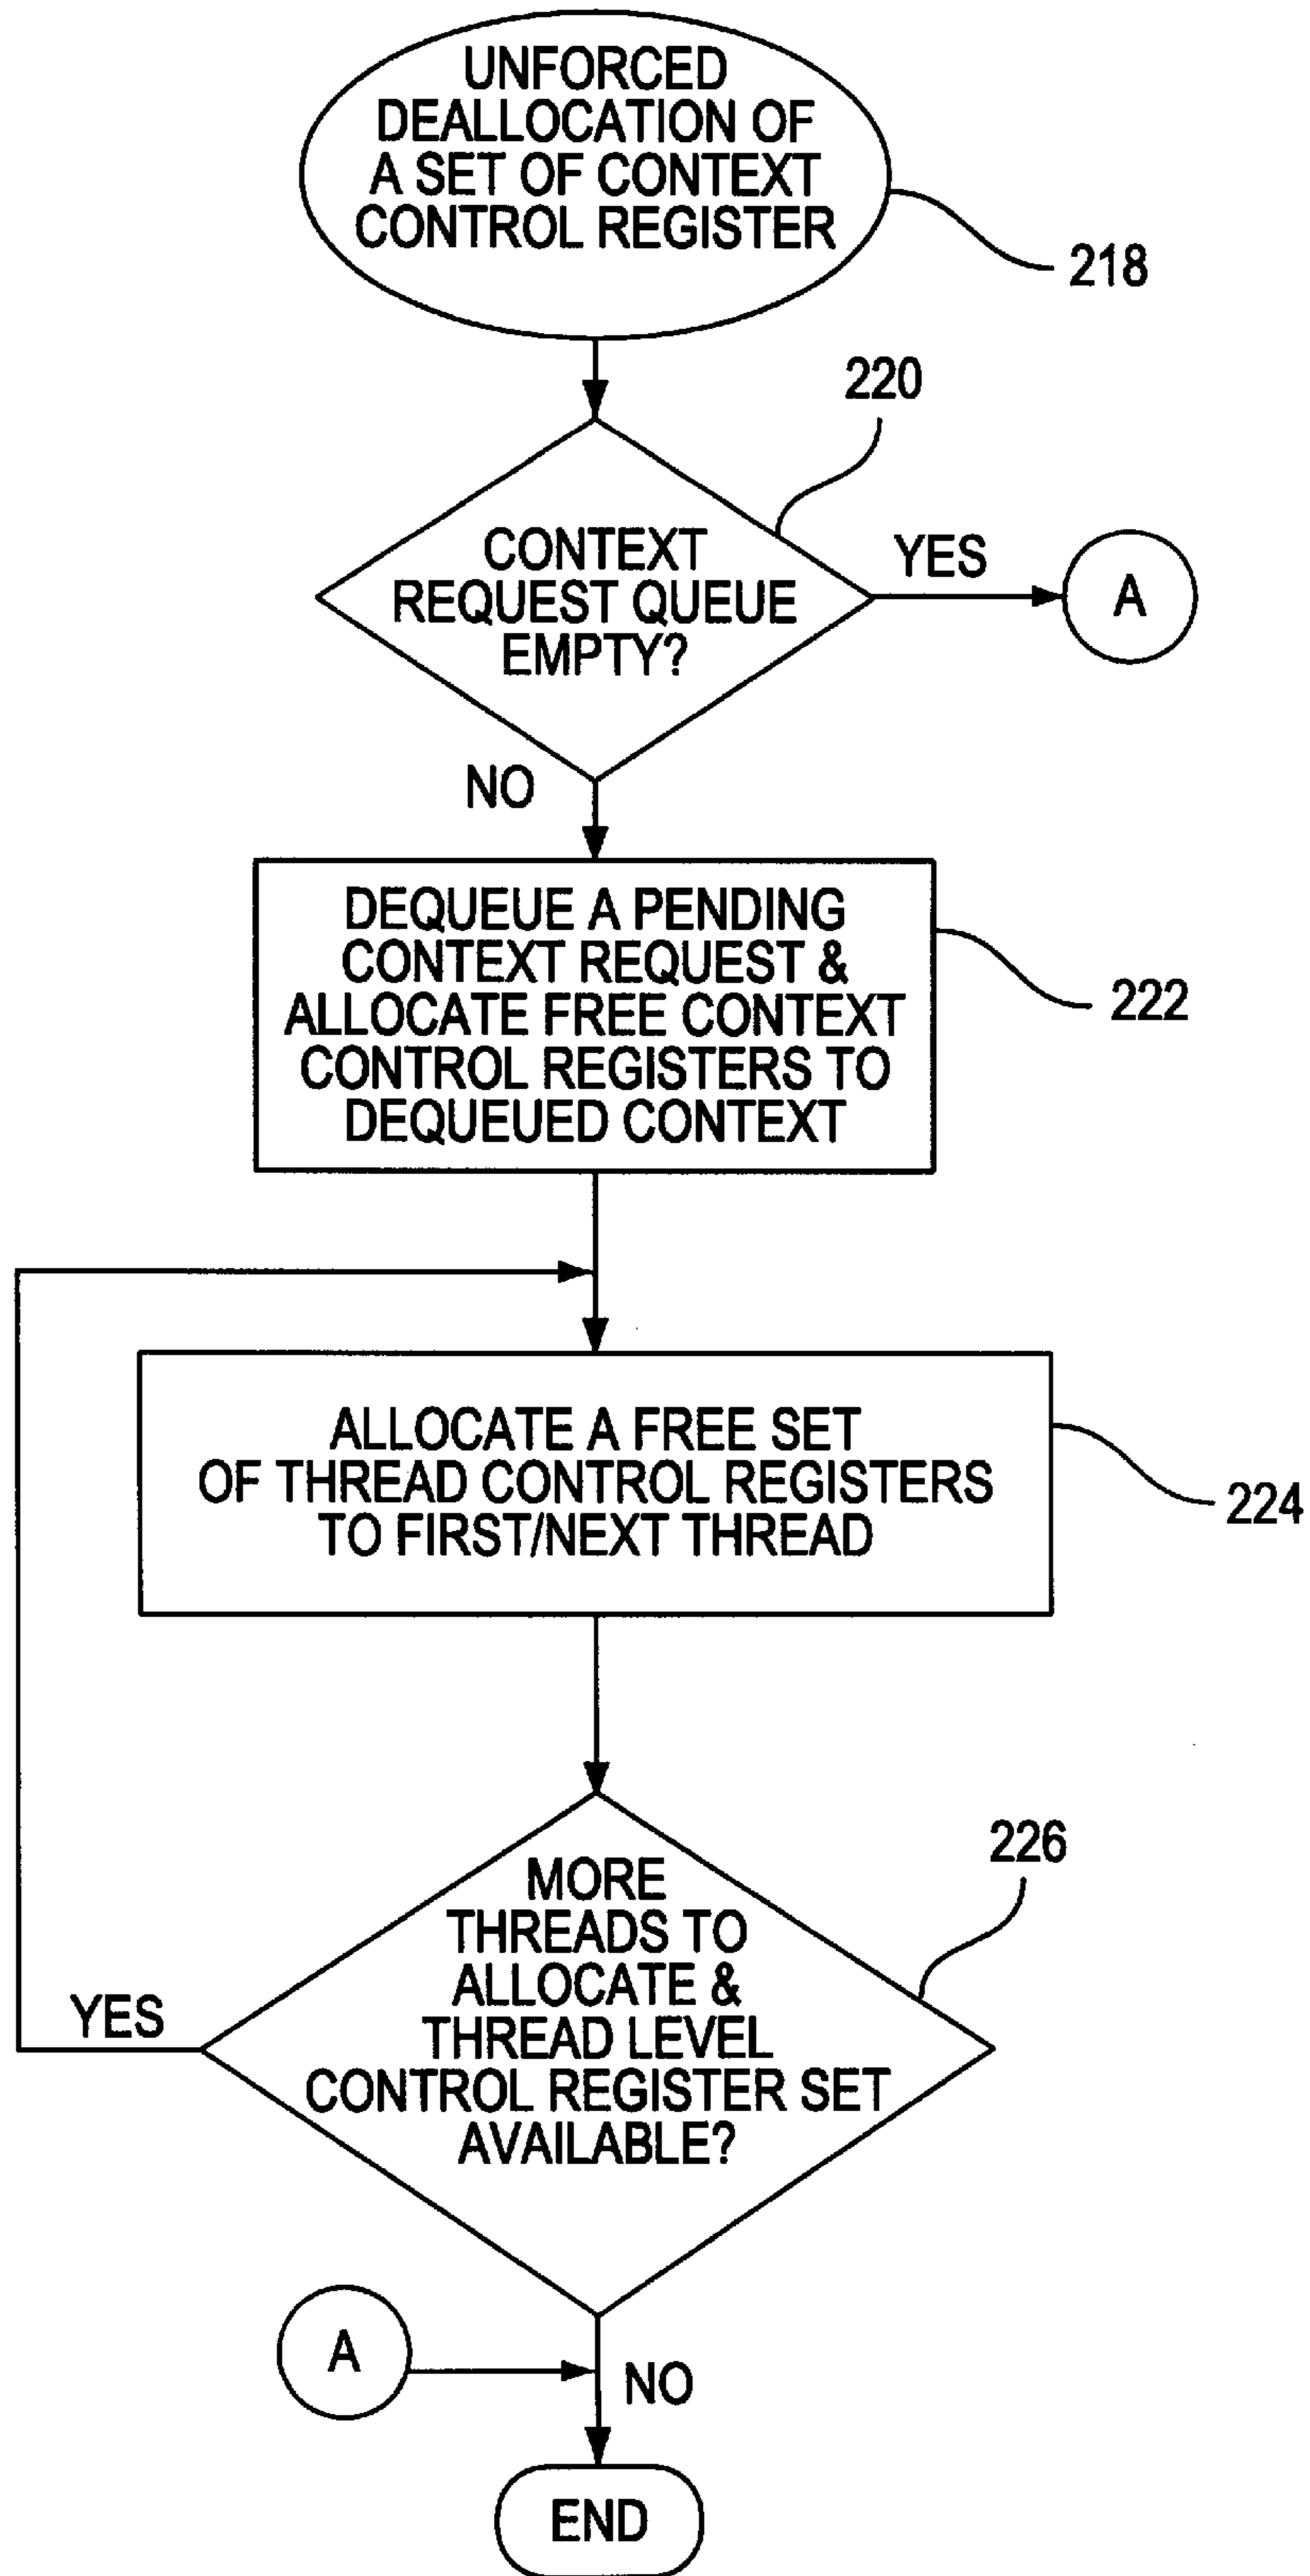 UNFORCED
DEALLOCATION OF
A SET OF CONTEXT
CONTROL REGISTER
218
220
CONTEXT
REQUEST QUEUE
EMPTY?
YES
A
NO
DEQUEUE A PENDING
CONTEXT REQUEST &
ALLOCATE FREE CONTEXT
CONTROL REGISTERS TO
DEQUEUED CONTEXT
222
ALLOCATE A FREE SET
OF THREAD CONTROL REGISTERS
TO FIRST/NEXT THREAD
224
226
MORE
THREADS TO
ALLOCATE &
THREAD LEVEL
CONTROL REGISTER SET
AVAILABLE?
YES
A
NO
END